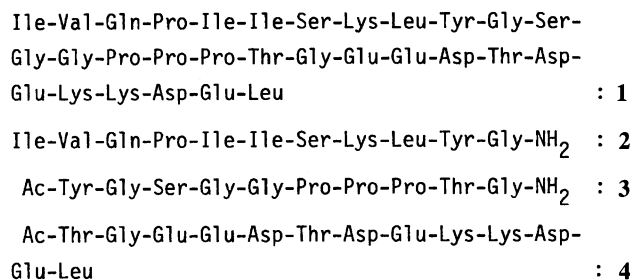 Ile-Val-Gln-Pro-Ile-Ile-Ser-Lys-Leu-Tyr-Gly-Ser-
Gly-Gly-Pro-Pro-Pro-Thr-Gly-Glu-Glu-Asp-Thr-Asp-
Glu-Lys-Lys-Asp-Glu-Leu : 1
Ile-Val-Gln-Pro-Ile-Ile-Ser-Lys-Leu-Tyr-Gly-NH2 : 2
Ac-Tyr-Gly-Ser-Gly-Gly-Pro-Pro-Pro-Thr-Gly-NH2 : 3
Ac-Thr-Gly-Glu-Glu-Asp-Thr-Asp-Glu-Lys-Lys-Asp-
Glu-Leu : 4